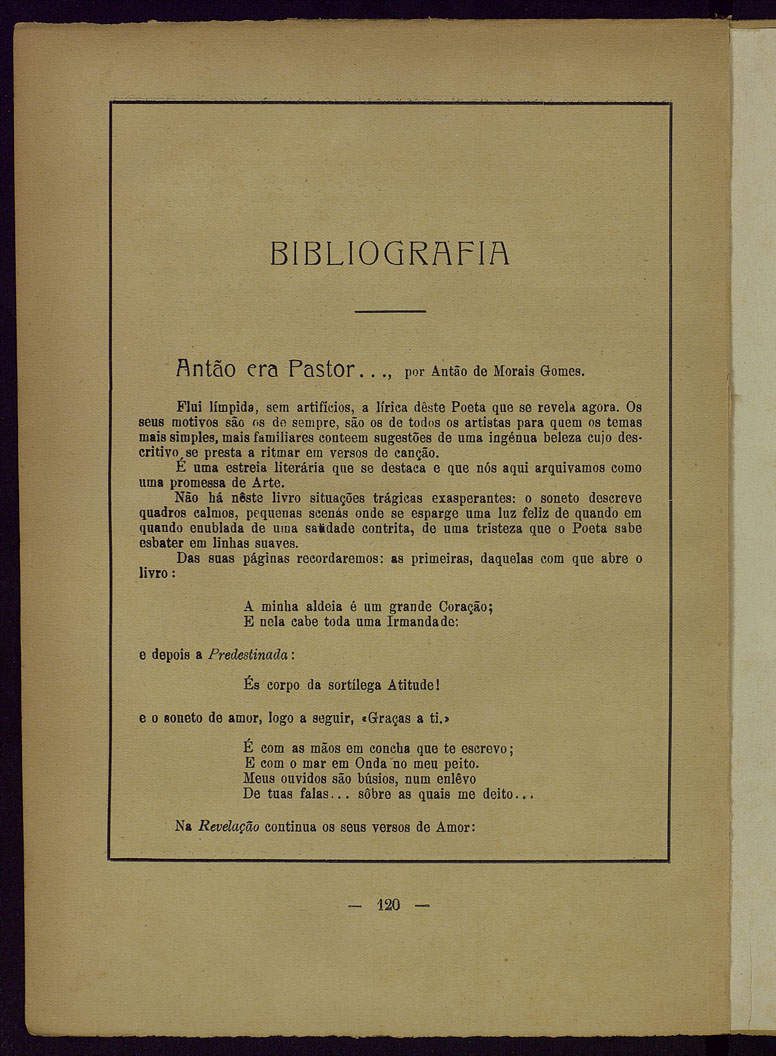 BIBLIOGRAFIA
Antão era Pastor. . ., por Antão de Morais Gomes.
Flui límpida, sem artifícios, a lírica dêste Poeta que se revela agora. Os
seus motivos são os de sempre, são os de todos os artistas para quem os temas
mais simples, mais familiares conteem sugestões de uma ingénua beleza cujo des-
critivo se presta a ritmar em versos de canção.
É uma estreia literária que se destaca e que nós aqui arquivamos como
uma promessa de Arte.
Não há nêste livro situações trágicas exasperantes: o soneto descreve
quadros calmos, pequenas scenás onde se esparge uma luz feliz de quando em
quando enublada de uma saüdade contrita, de uma tristeza que o Poeta sabe
esbater em linhas suaves.
Das suas páginas recordaremos: as primeiras, daquelas com que abre o
livro:
A minha aldeia é um grande Coração;
E nela cabe toda uma Irmandade:
e depois a Predestinada:
És corpo da sortílega Atitude!
e o soneto de amor, logo a seguir, «Graças a ti.»
É com as mãos em concha que te escrevo;
E com o mar em Onda no meu peito.
Meus ouvidos são búsios, num enlêvo
De tuas falas... sôbre as quais me deito...
Na Revelação continua os seus versos de Amor:
— 120 —